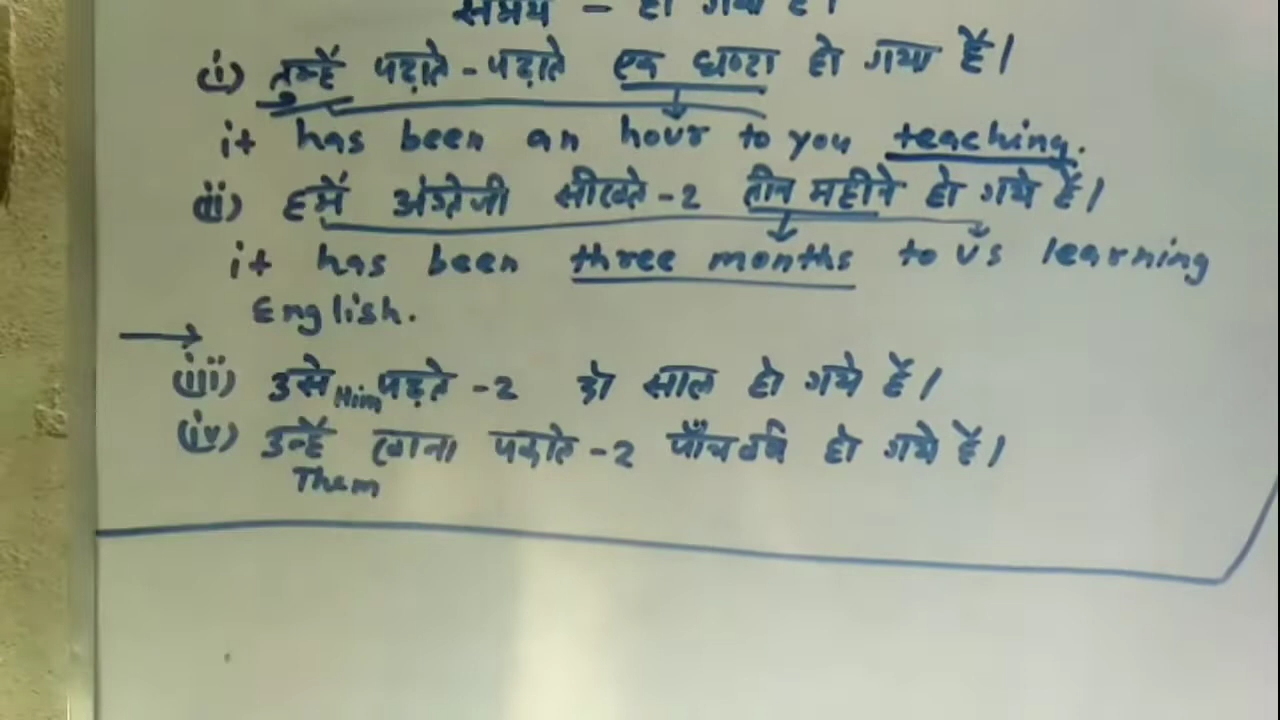 समय – हो गया है।
(i) तुम्हें पढ़ाते - पढ़ाते एक घण्टा हो गया है।
it has been an hour to you teaching.
(ii) हमें अंग्रेजी सीखते -2 तीन महीने हो गये हैं।
it has been three months to us learning
English.
(iii) उसे Him पढ़ते -2 दो साल हो गये हैं।
(iv) उन्हें खाना पकाते -2 पाँच वर्ष हो गये हैं।
Them